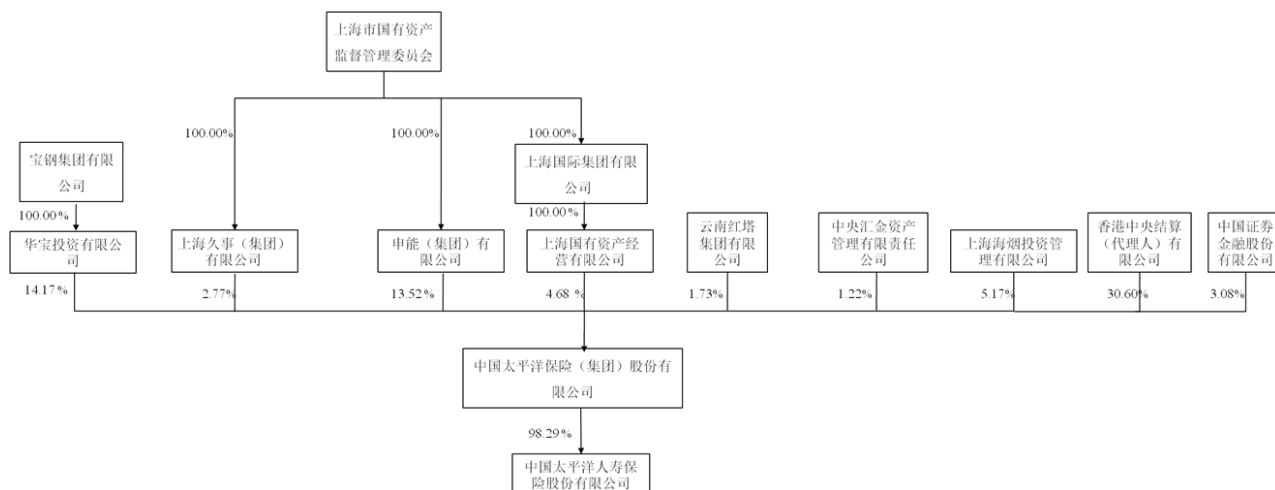 上海市国有资产
监督管理委员会
100.00%
100.00%
100.00%
宝钢集团有限
公司
上海国际集团有限
公司
100.00%
100.00%
华宝投资有限公
司
上海久事（集团）
有限公司
申能（集团）有
限公司
上海国有资产经
营有限公司
云南红塔
集团有限
公司
中央汇金资产
管理有限责任
公司
上海海烟投资管
理有限公司
香港中央结算
（代理人）有
限公司
中国证券
金融股份
有限公司
14.17%
2.77%
13.52%
4.68 %
1.73%
1.22%
5.17%
30.60%
3.08%
中国太平洋保险（集团）股份有
限公司
98.29%
中国太平洋人寿保
险股份有限公司